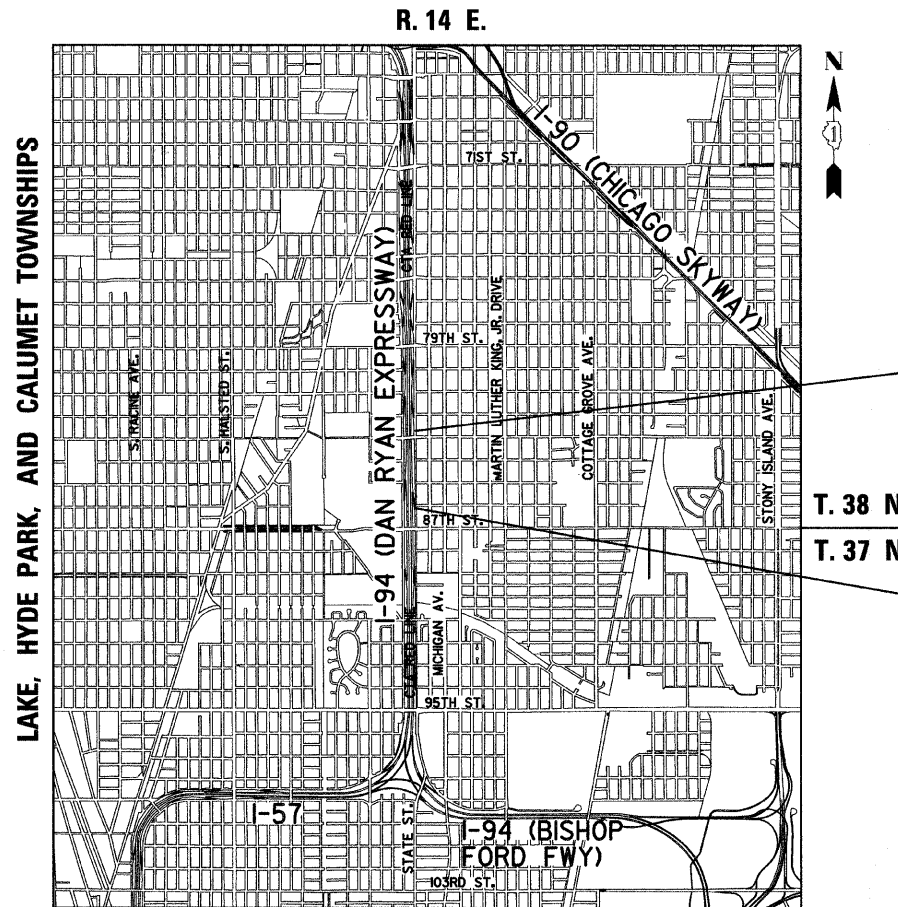 R. 14 E.
LAKE, HYDE PARK, AND CALUMET TOWNSHIPS
N
1
I-90 (CHICAGO SKYWAY)
71ST ST.
CTA RED LINE
I-94 (DAN RYAN EXPRESSWAY)
79TH ST.
MARTIN LUTHER KING, JR. DRIVE
COTTAGE GROVE AVE.
S. RACINE AVE.
S. HALSTED ST.
STONY ISLAND AVE.
T. 38 N
87TH ST.
T. 37 N
MICHIGAN AV.
CTA RED LINE
95TH ST.
I-57
STATE ST.
I-94 (BISHOP
FORD FWY)
103RD ST.